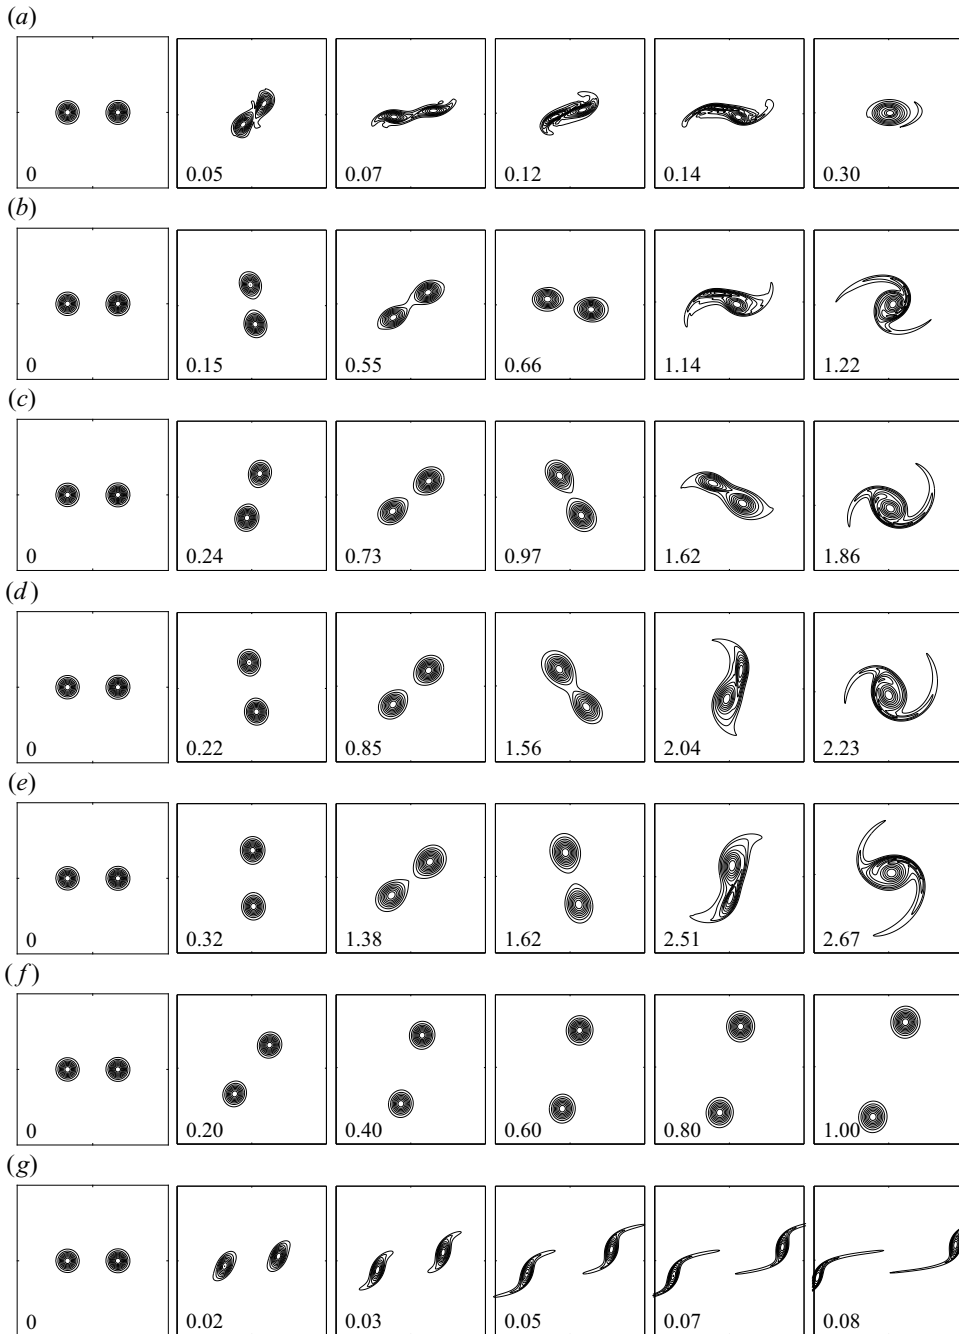 (a)
0 0.05 0.07 0.12 0.14 0.30
(b)
0 0.15 0.55 0.66 1.14 1.22
(c)
0 0.24 0.73 0.97 1.62 1.86
(d)
0 0.22 0.85 1.56 2.04 2.23
(e)
0 0.32 1.38 1.62 2.51 2.67
(f)
0 0.20 0.40 0.60 0.80 1.00
(g)
0 0.02 0.03 0.05 0.07 0.08